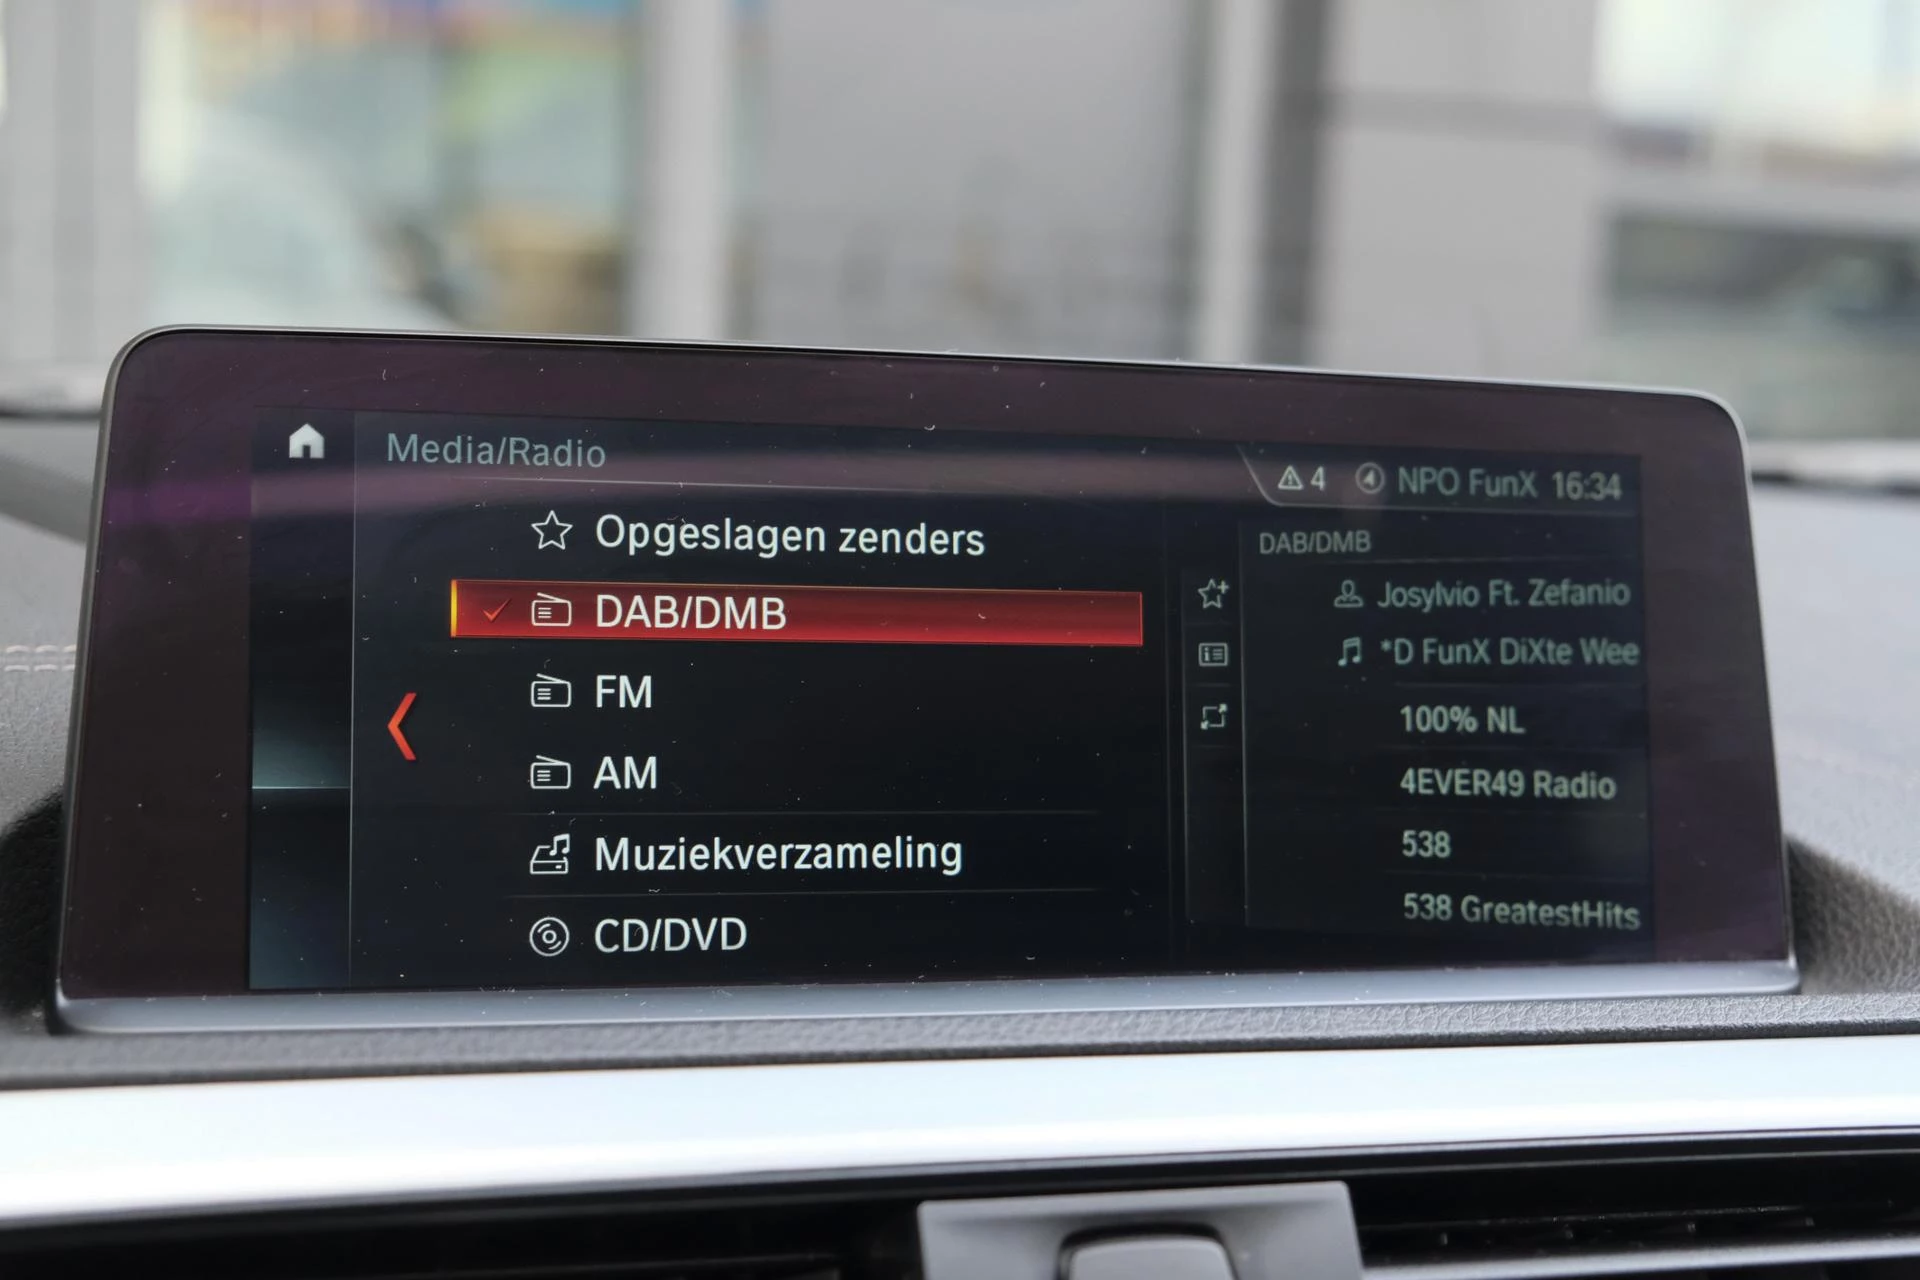 Media/Radio
4 NPO FunX 16:34
Opgeslagen zenders
DAB/DMB
FM
AM
Muziekverzameling
CD/DVD
DAB/DMB
Josylvio Ft. Zefanio
*D FunX DiXte Wee
100% NL
4EVER49 Radio
538
538 GreatestHits